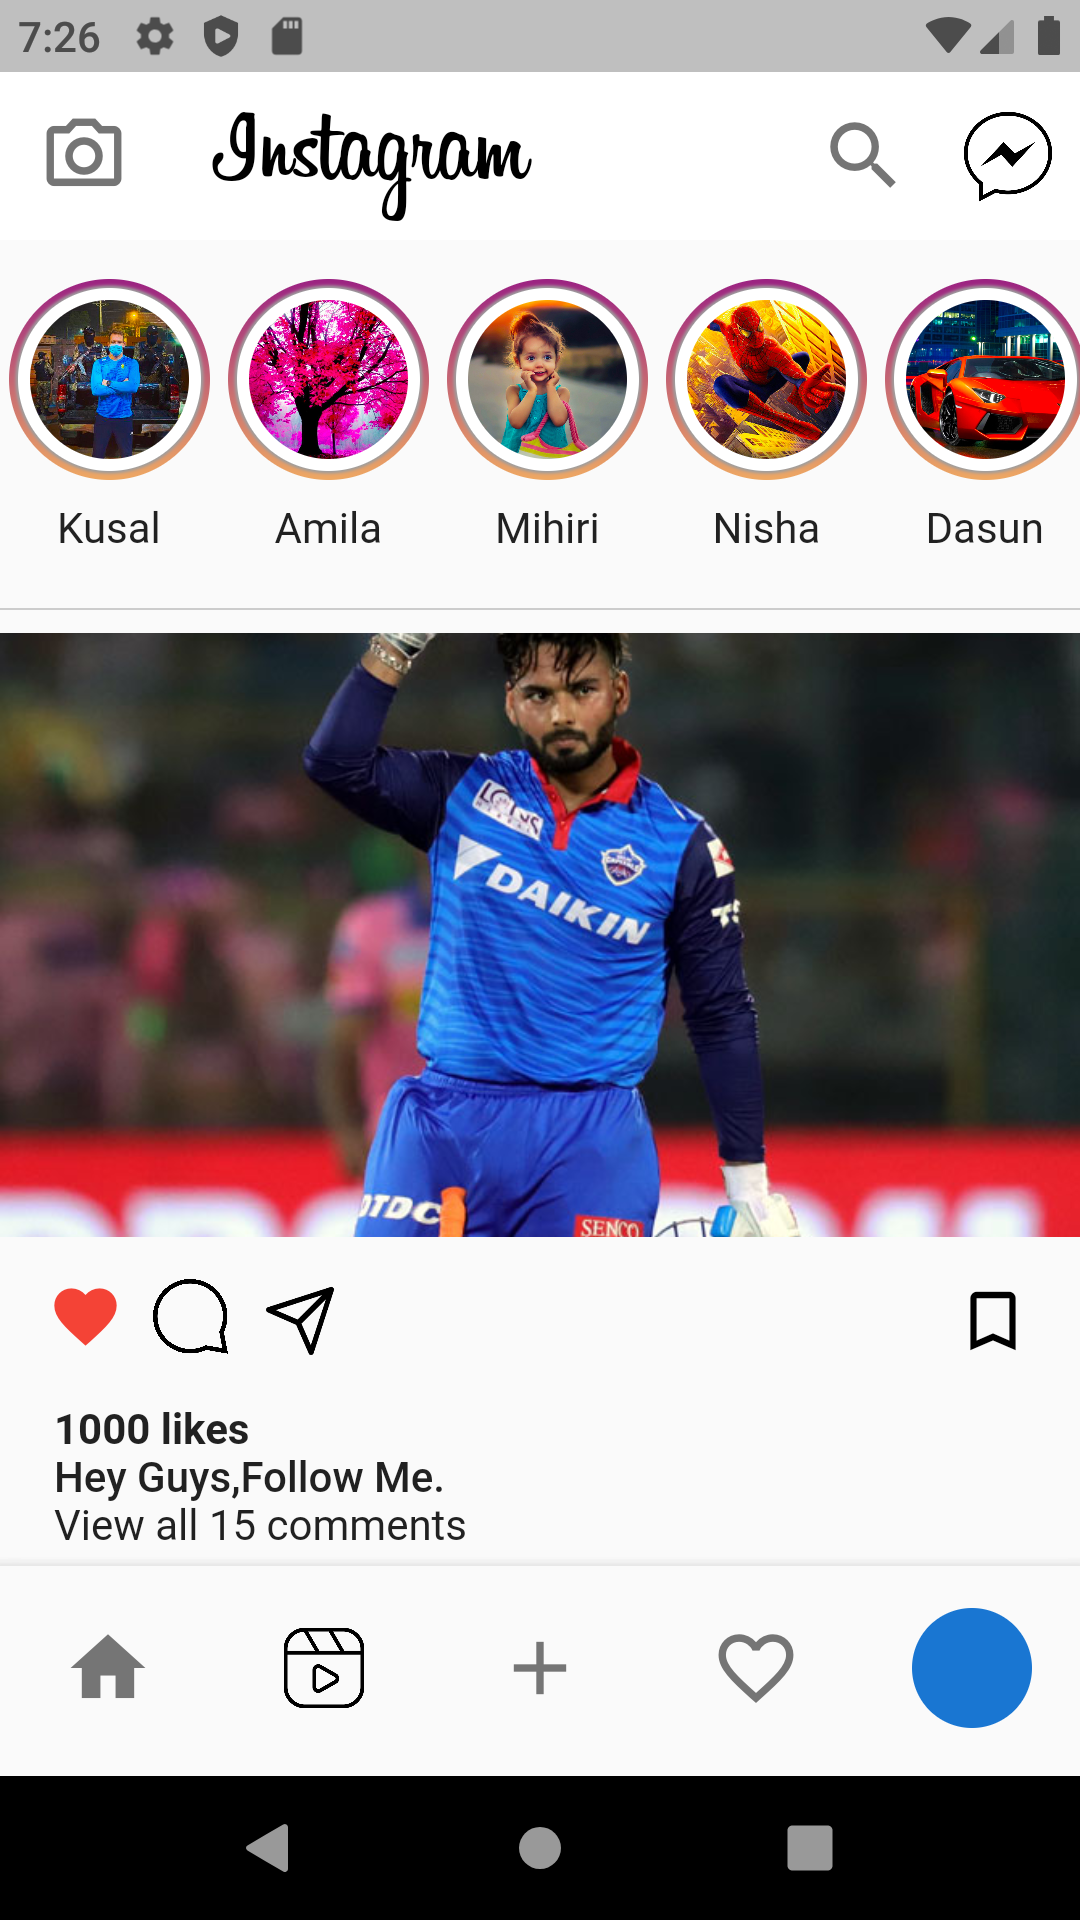 7:26
Instagram
Kusal
Amila
Mihiri
Nisha
Dasun
DAIKIN
DTDC
SENCO
1000 likes
Hey Guys,Follow Me.
View all 15 comments